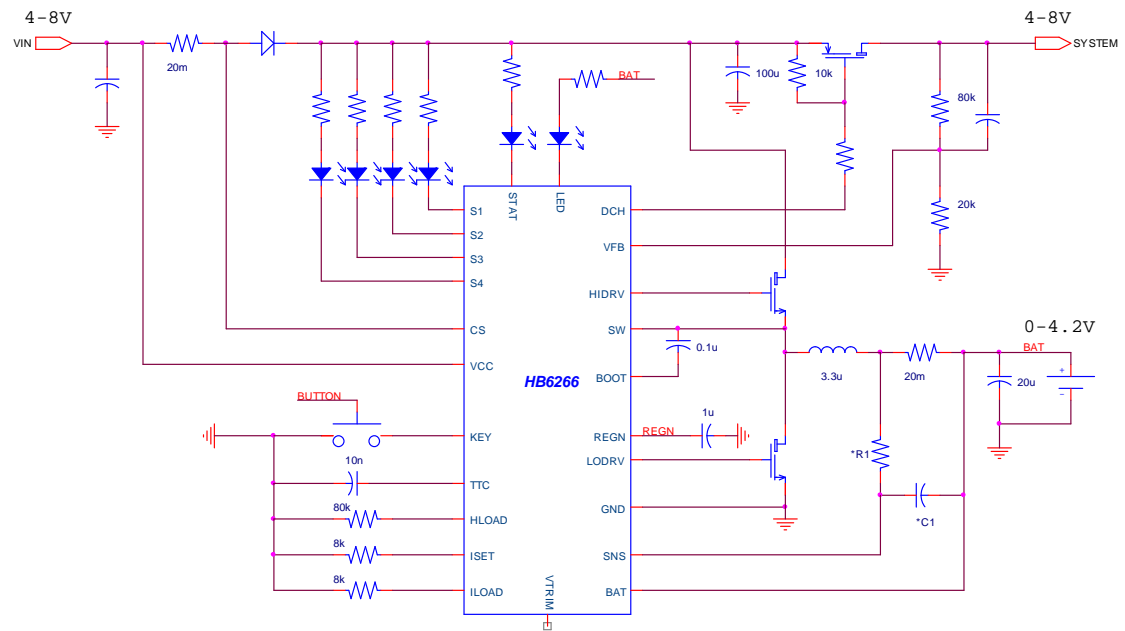 4-8V
4-8V
VIN
SYSTEM
20m
BAT
100u
10k
80k
20k
STAT
LED
S1
S2
S3
S4
CS
VCC
KEY
TTC
HLOAD
ISET
ILOAD
HB6266
VTRIM
DCH
VFB
HIDRV
SW
BOOT
REGN
LODRV
GND
SNS
BAT
BUTTON
10n
80k
8k
8k
0.1u
REGN
1u
3.3u
20m
0-4.2V
BAT
20u
+
−
*R1
*C1